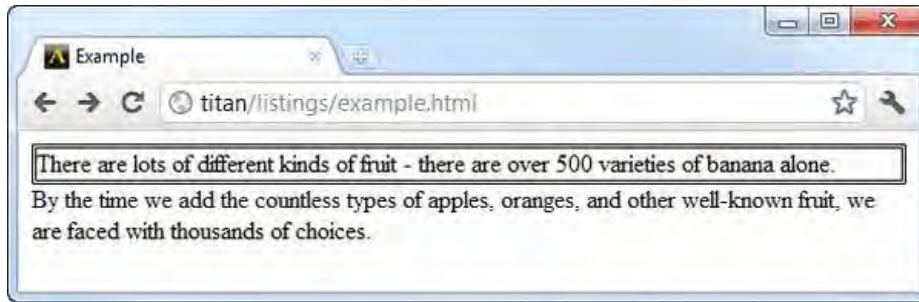 Example
titan/listings/example.html
There are lots of different kinds of fruit - there are over 500 varieties of banana alone.
By the time we add the countless types of apples, oranges, and other well-known fruit, we
are faced with thousands of choices.